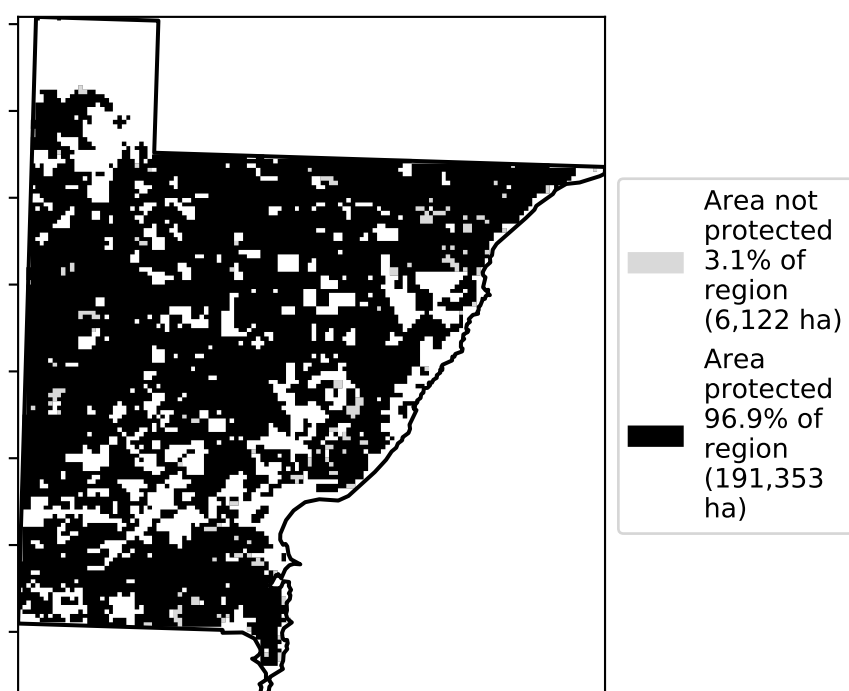 Area not
protected
3.1% of
region
(6,122 ha)
Area
protected
96.9% of
region
(191,353
ha)